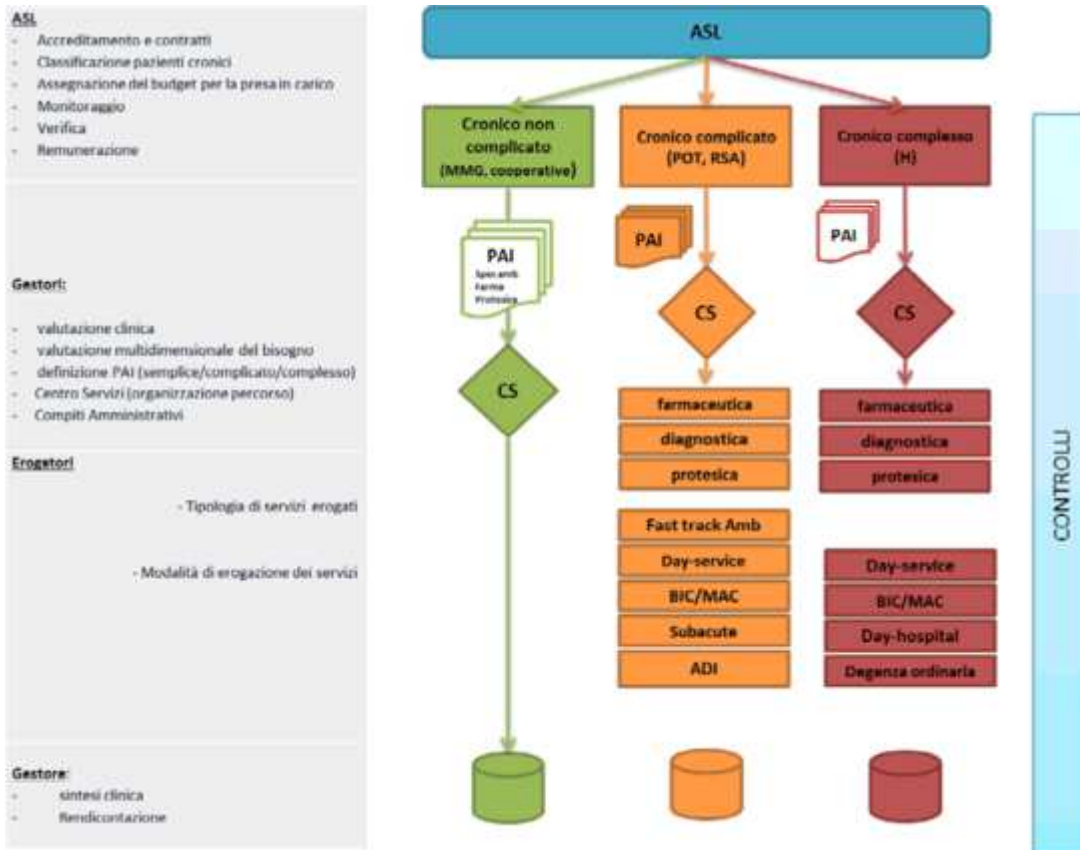 ASL
- Accreditamento e contratti
- Classificazione pazienti cronici
- Assegnazione del budget per la presa in carico
- Monitoraggio
- Verifica
- Remunerazione
Gestori:
- valutazione clinica
- valutazione multidimensionale del bisogno
- definizione PAI (semplice/complicato/complesso)
- Centro Servizi (organizzazione percorso)
- Compiti Amministrativi
Erogatori
- Tipologia di servizi erogati
- Modalità di erogazione dei servizi
Gestore:
- sintesi clinica
- Rendicontazione
ASL
Cronico non
complicato
(MMG, cooperative)
PAI
Spec amb
Farma
Protesica
CS
Cronico complicato
(POT, RSA)
PAI
CS
farmaceutica
diagnostica
protesica
Fast track Amb
Day-service
BIC/MAC
Subacute
ADI
Cronico complesso
(H)
PAI
CS
farmaceutica
diagnostica
protesica
Day-service
BIC/MAC
Day-hospital
Degenza ordinaria
CONTROLLI